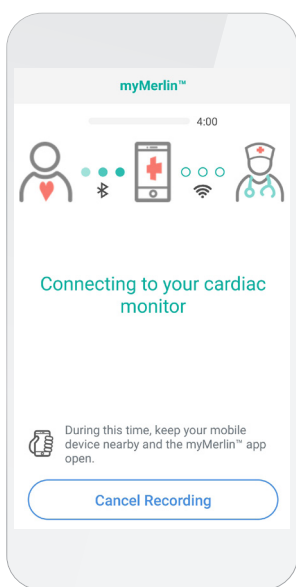 myMerlin™
4:00
Connecting to your cardiac
monitor
During this time, keep your mobile
device nearby and the myMerlin™ app
open.
Cancel Recording